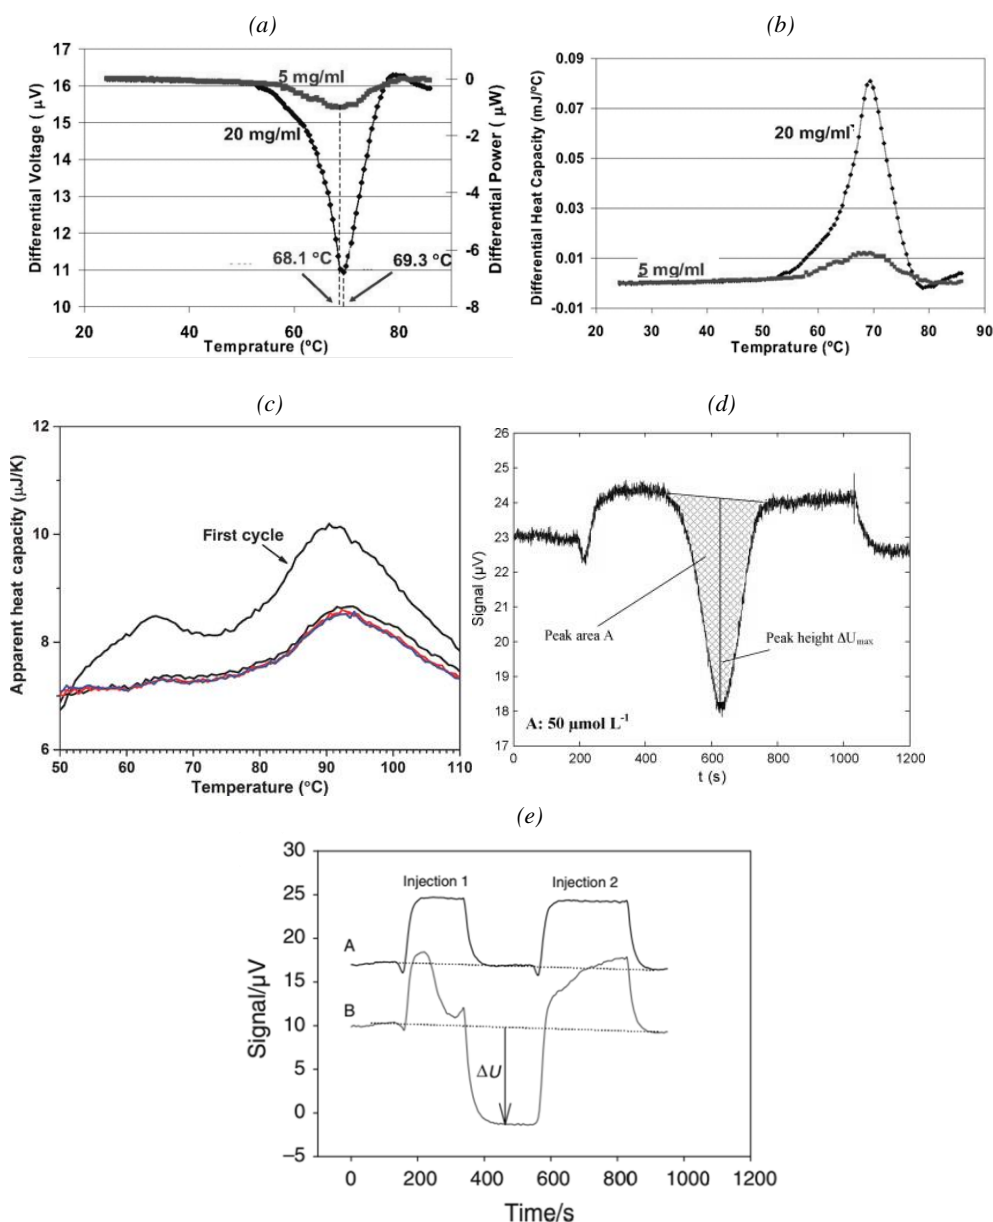 (a)
17
16
15
14
13
12
11
10
Differential Voltage ( µV)
5 mg/ml
20 mg/ml
68.1 °C
69.3 °C
0
-2
-4
-6
-8
Differential Power ( µW)
20 40 60 80
Temprature (ºC)
(b)
0.09
0.07
0.05
0.03
0.01
-0.01
Differential Heat Capacity (mJ/ºC)
20 mg/ml
5 mg/ml
20 30 40 50 60 70 80 90
Temprature (ºC)
(c)
12
10
8
6
Apparent heat capacity (µJ/K)
First cycle
50 60 70 80 90 100 110
Temperature (°C)
(d)
26
25
24
23
22
21
20
19
18
17
Signal (µV)
Peak area A
Peak height ΔUmax
A: 50 µmol L-1
0 200 400 600 800 1000 1200
t (s)
(e)
30
25
20
15
10
5
0
–5
Signal/µV
Injection 1 Injection 2
A
B
ΔU
0 200 400 600 800 1000 1200
Time/s